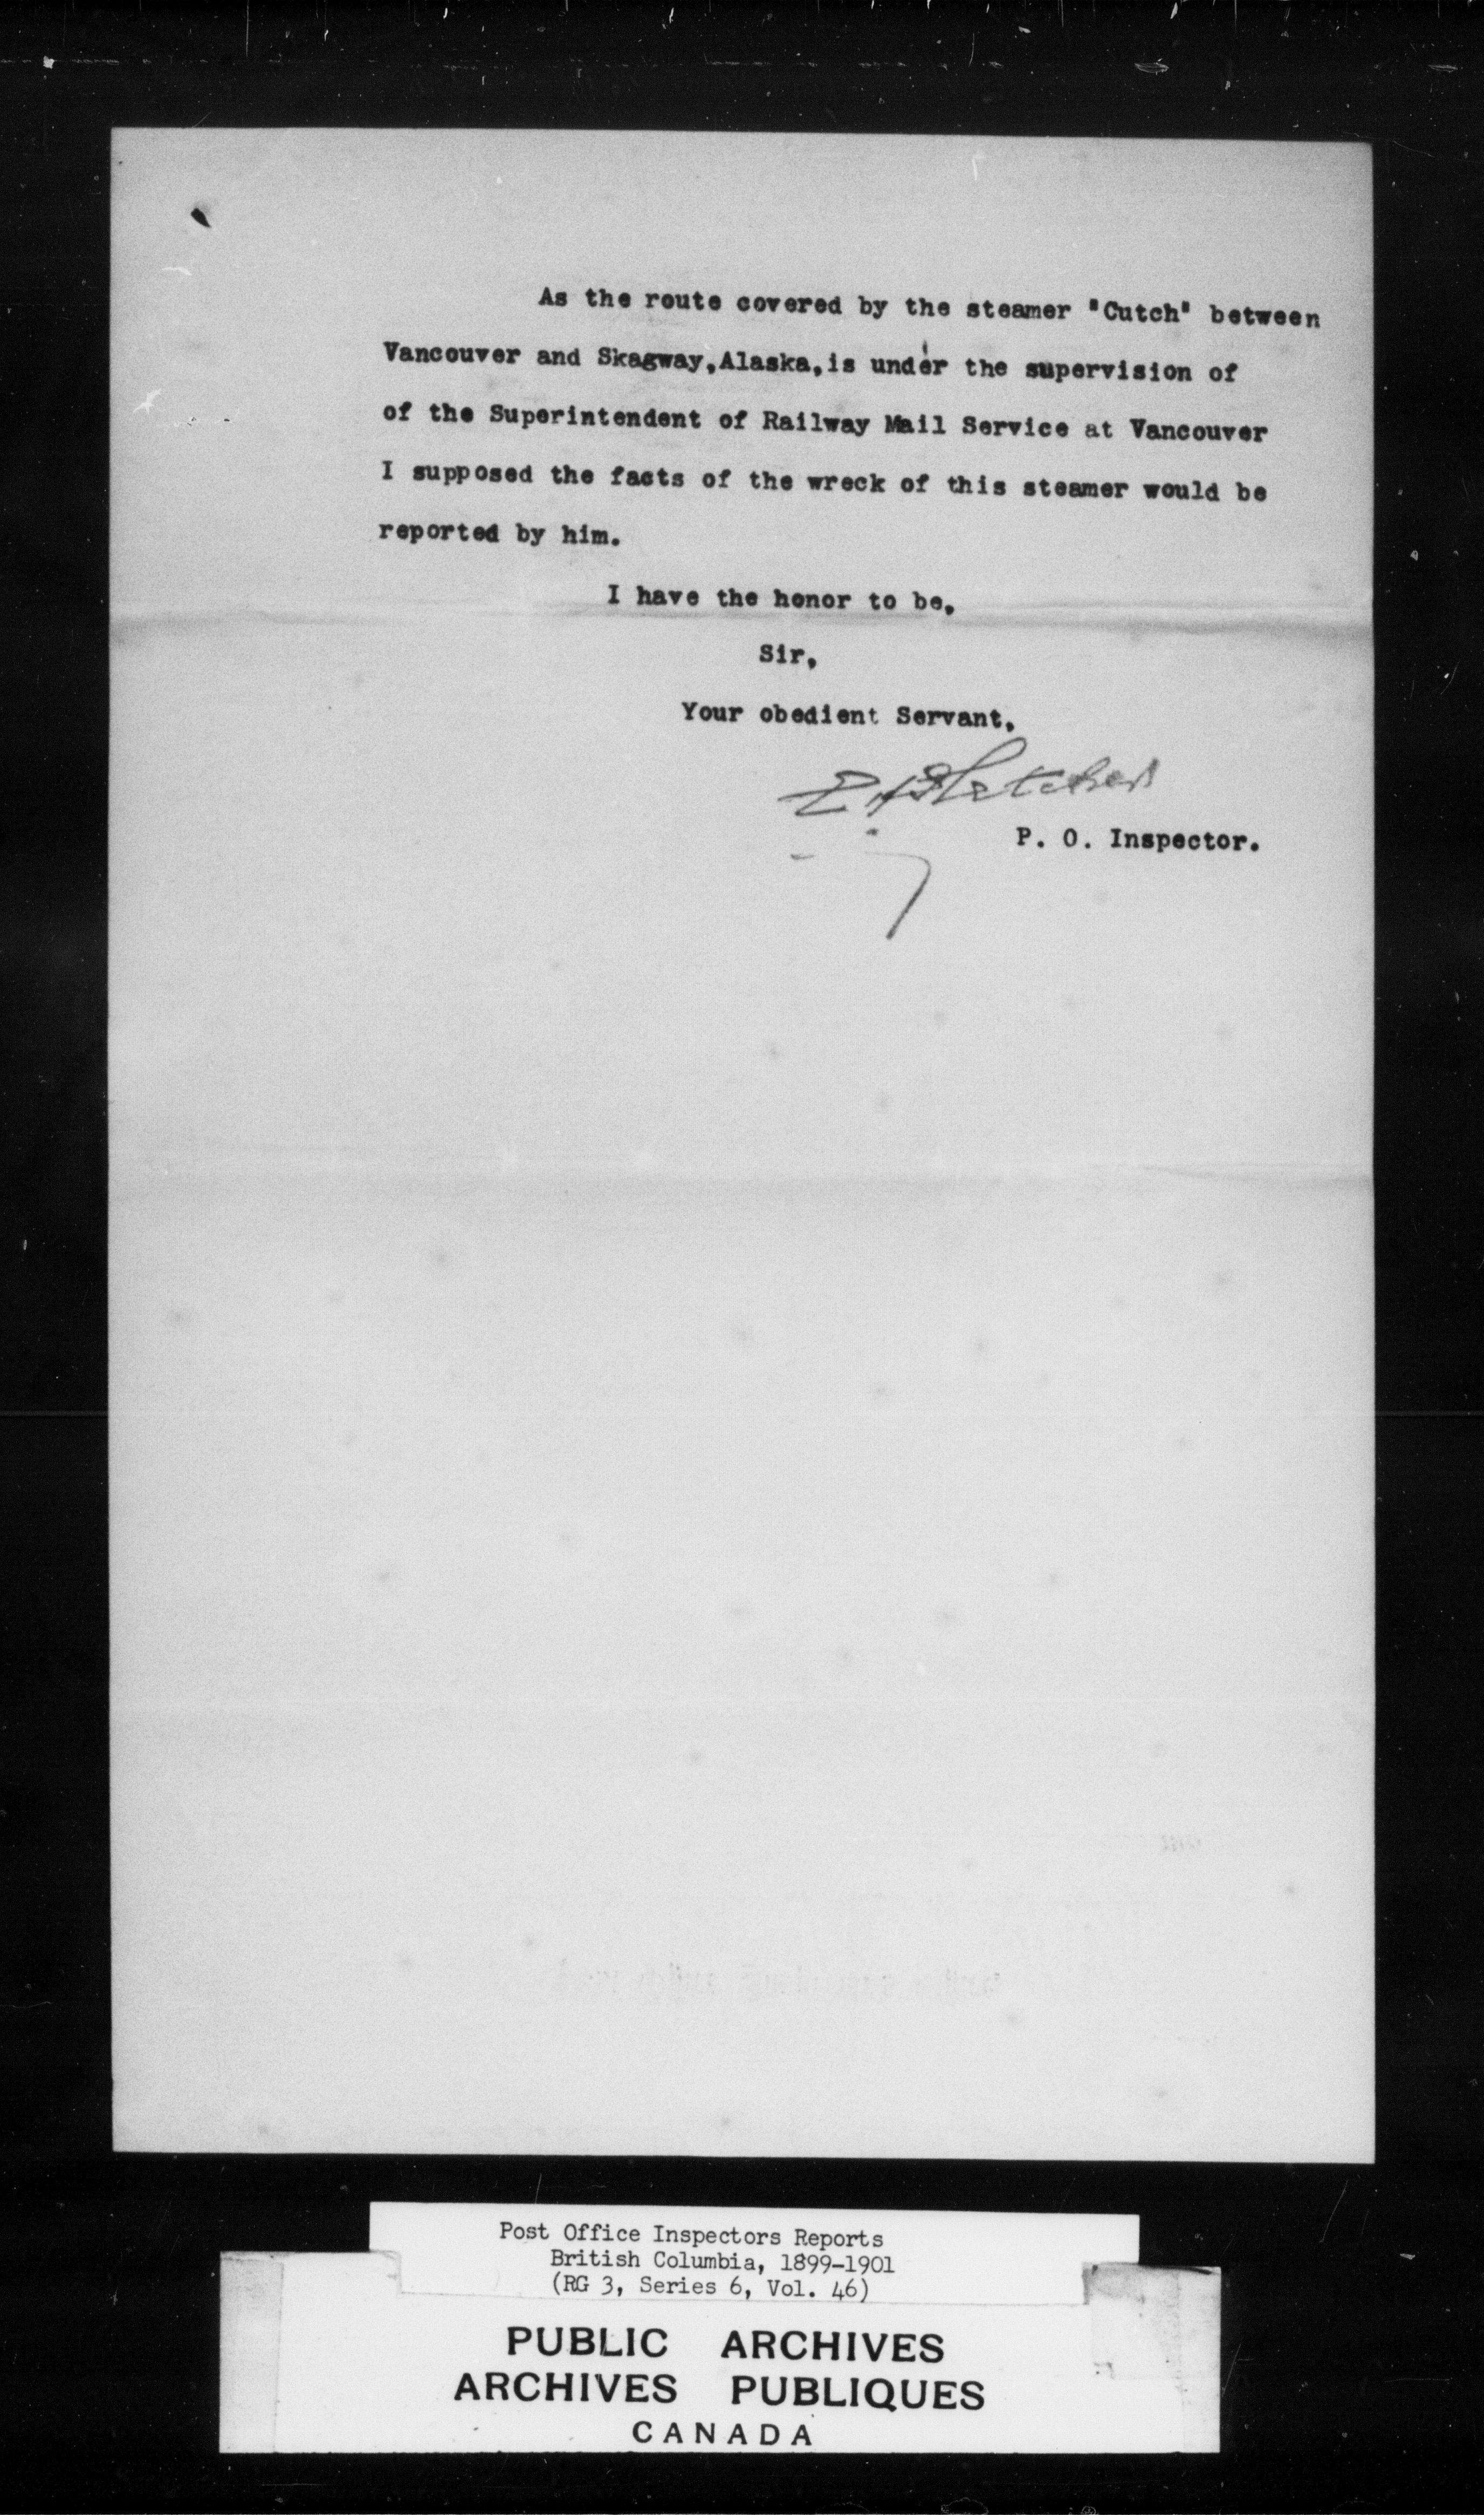 As the route covered by the steamer "Cutch" between
Vancouver and Skagway,Alaska,is under the supervision of
of the Superintendent of Railway Mail Service at Vancouver
I supposed the facts of the wreck of this steamer would be
reported by him.
I have the honor to be,
Sir,
Your obedient Servant,
E H Fletcher
P. O. Inspector.
Post Office Inspectors Reports
British Columbia, 1899-1901
(RG 3, Series 6, Vol. 46)
PUBLIC ARCHIVES
ARCHIVES PUBLIQUES
CANADA